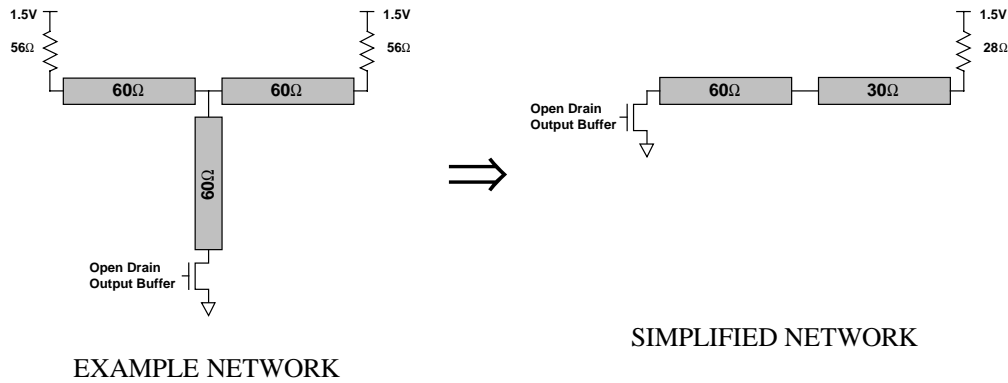 1.5V
56Ω
1.5V
56Ω
60Ω
60Ω
60Ω
Open Drain
Output Buffer
EXAMPLE NETWORK
1.5V
28Ω
60Ω
30Ω
Open Drain
Output Buffer
SIMPLIFIED NETWORK